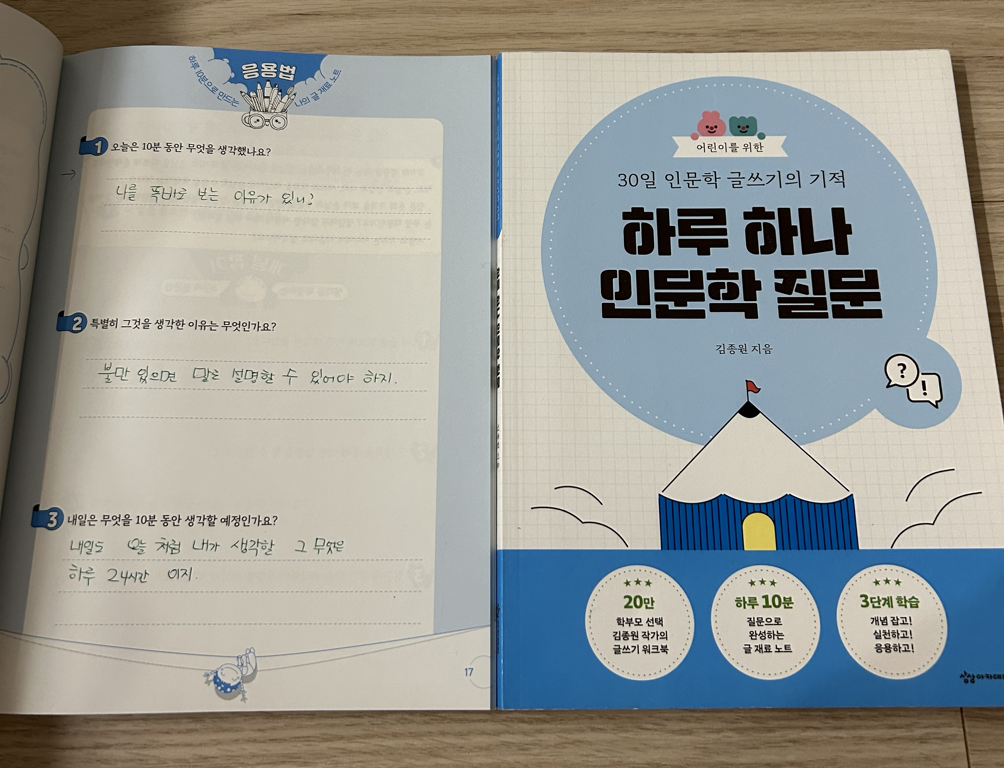 하루 10분으로 만드는
응용법
나의 글 재료 노트
1 오늘은 10분 동안 무엇을 생각했나요?
→ 나를 똑바로 보는 이유가 있니?
2 특별히 그것을 생각한 이유는 무엇인가요?
불만 있으면 말로 설명할 수 있어야 하지.
3 내일은 무엇을 10분 동안 생각할 예정인가요?
내일도 오늘 처럼 내가 생각한 그 무엇은
하루 24시간 이지.
17
어린이를 위한
30일 인문학 글쓰기의 기적
하루 하나
인문학 질문
김종원 지음
?
!
20만
학부모 선택
김종원 작가의
글쓰기 워크북
하루 10분
질문으로
완성하는
글 재료 노트
3단계 학습
개념 잡고!
실천하고!
응용하고!